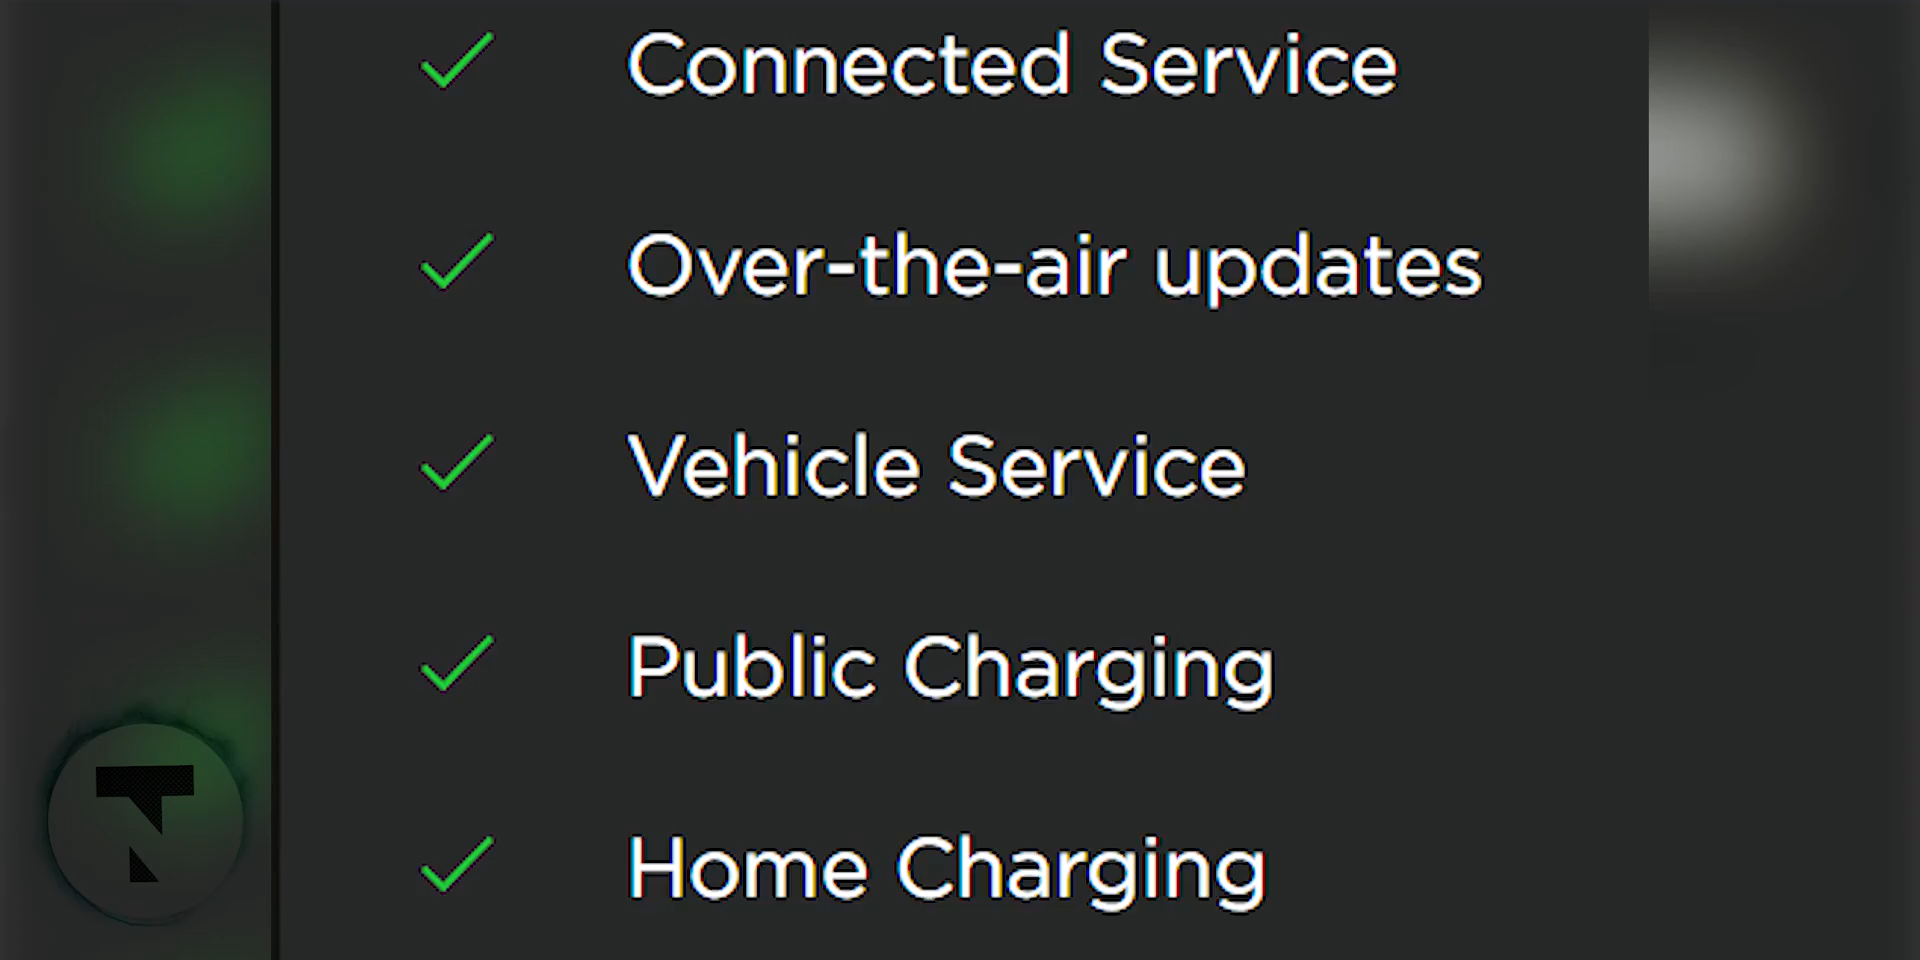 Connected Service
Over-the-air updates
Vehicle Service
Public Charging
Home Charging